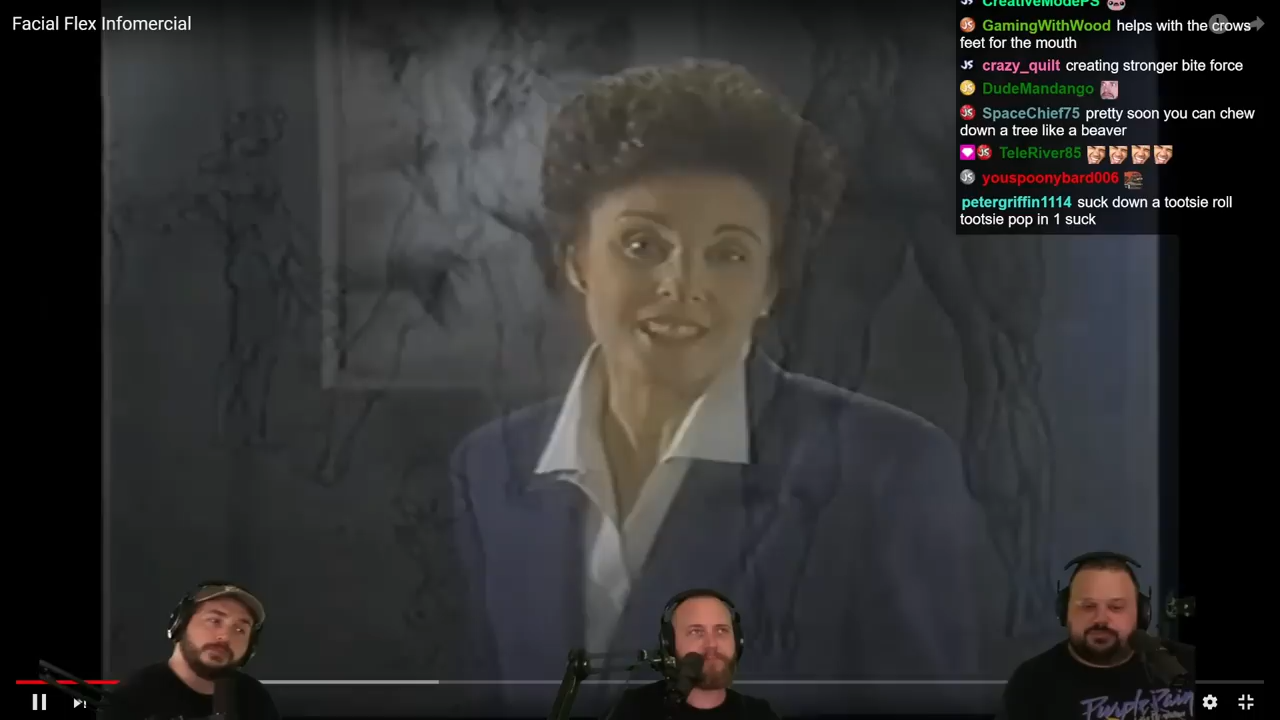 Facial Flex Infomercial
CreativeModePS
GamingWithWood helps with the crows
feet for the mouth
crazy_quilt creating stronger bite force
DudeMandango
SpaceChief75 pretty soon you can chew
down a tree like a beaver
TeleRiver85
youspoonybard006
petergriffin1114 suck down a tootsie roll
tootsie pop in 1 suck
Purple Rain